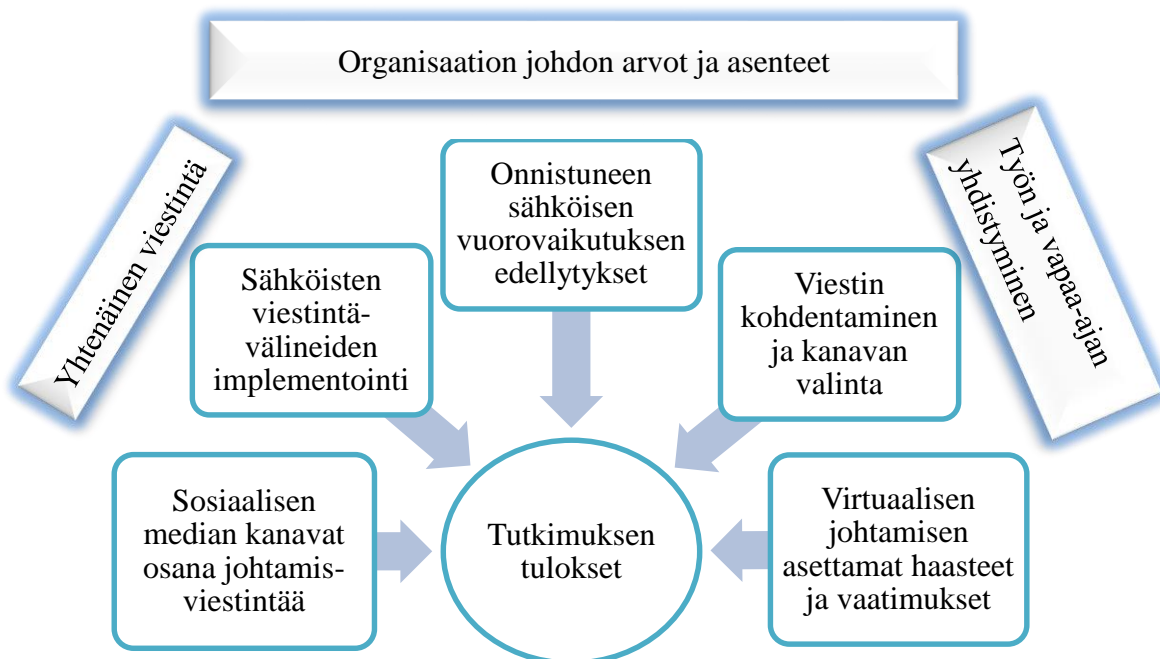 Organisaation johdon arvot ja asenteet
Yhtenäinen viestintä
Työn ja vapaa-ajan
yhdistyminen
Onnistuneen
sähköisen
vuorovaikutuksen
edellytykset
Sähköisten
viestintä-
välineiden
implementointi
Viestin
kohdentaminen
ja kanavan
valinta
Sosiaalisen
median kanavat
osana johtamis-
viestintää
Tutkimuksen
tulokset
Virtuaalisen
johtamisen
asettamat haasteet
ja vaatimukset